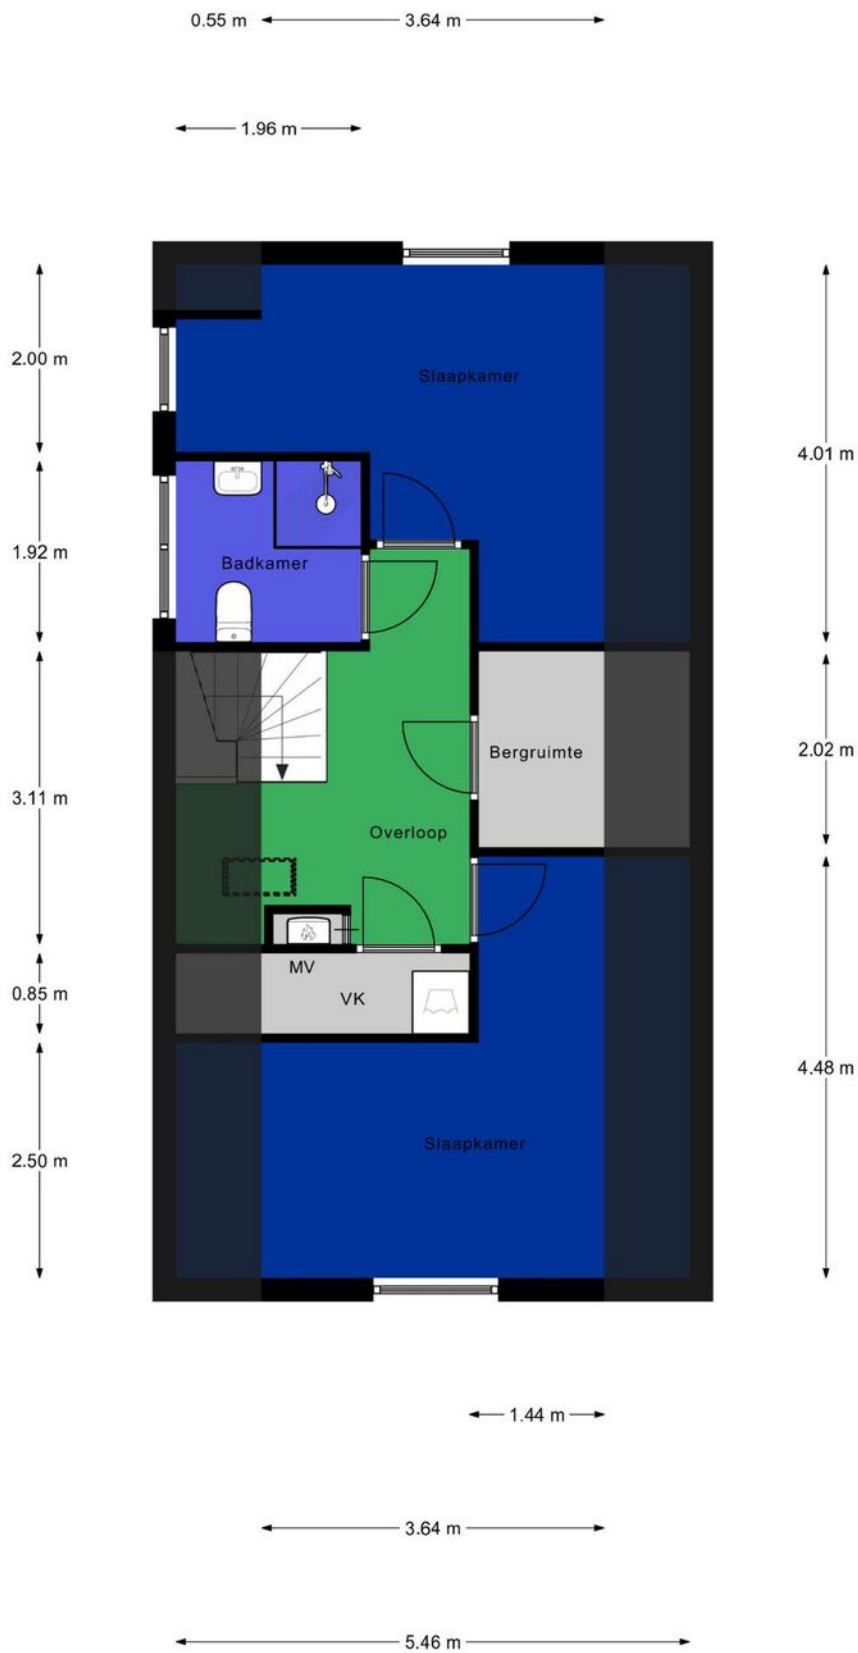 0.55 m
3.64 m
1.96 m
2.00 m
Slaapkamer
4.01 m
1.92 m
Badkamer
Bergruimte
2.02 m
3.11 m
Overloop
MV
0.85 m
VK
4.48 m
Slaapkamer
2.50 m
1.44 m
3.64 m
5.46 m